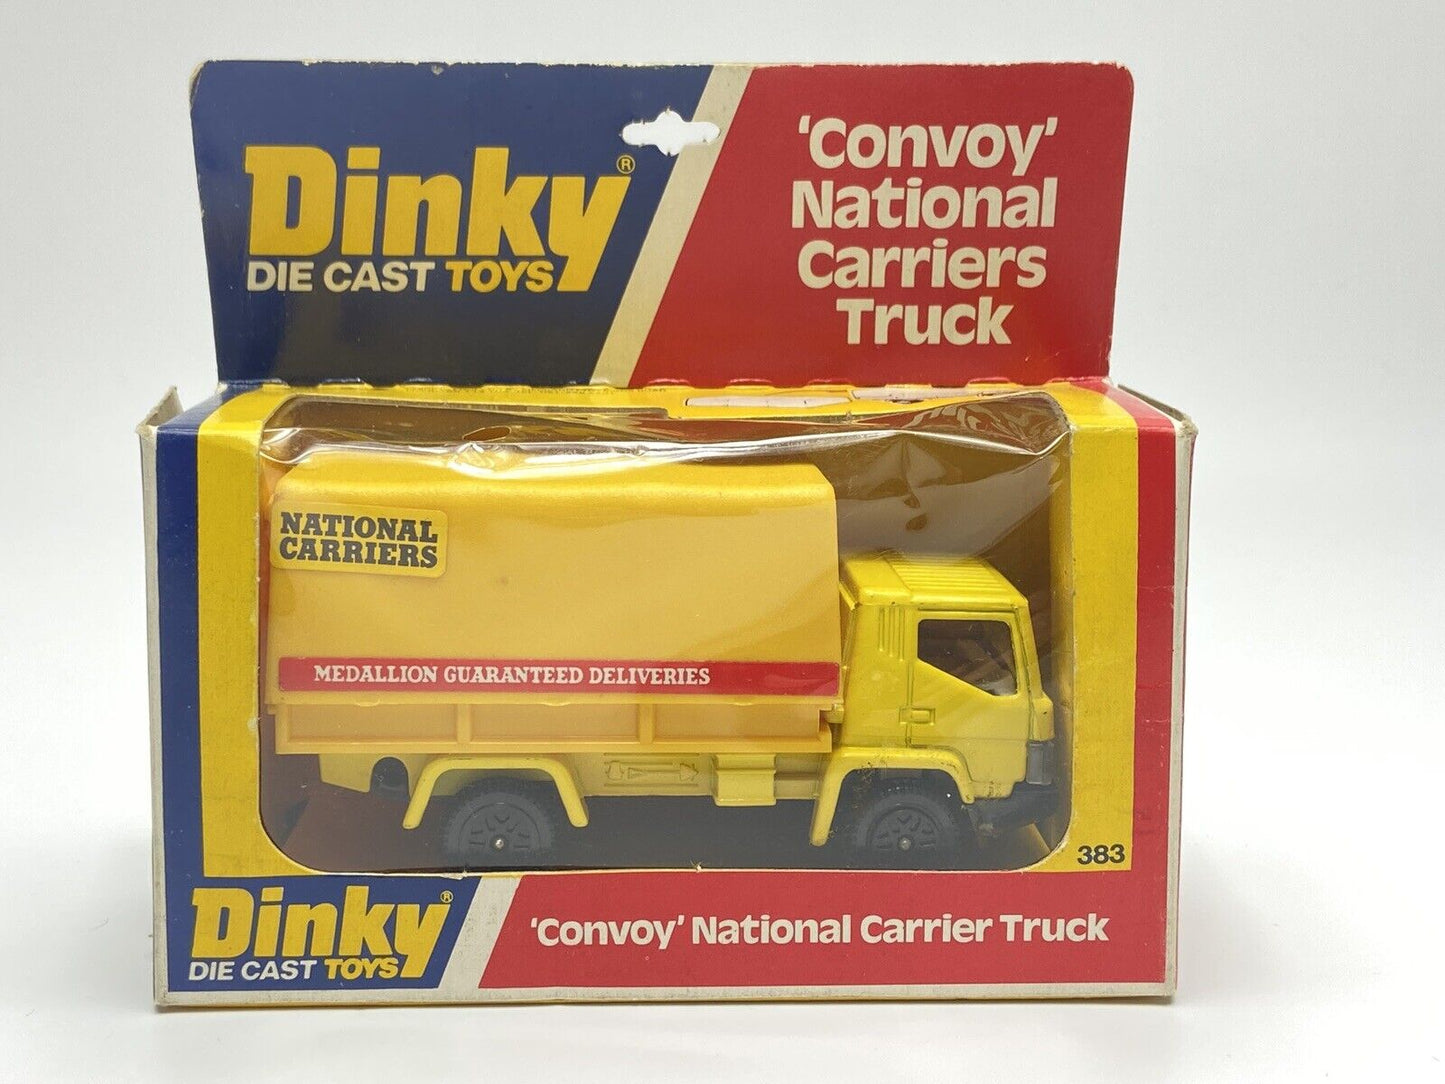 Dinky®
DIE CAST TOYS
‘Convoy’
National
Carriers
Truck
NATIONAL
CARRIERS
MEDALLION GUARANTEED DELIVERIES
383
Dinky®
DIE CAST TOYS
‘Convoy’ National Carrier Truck